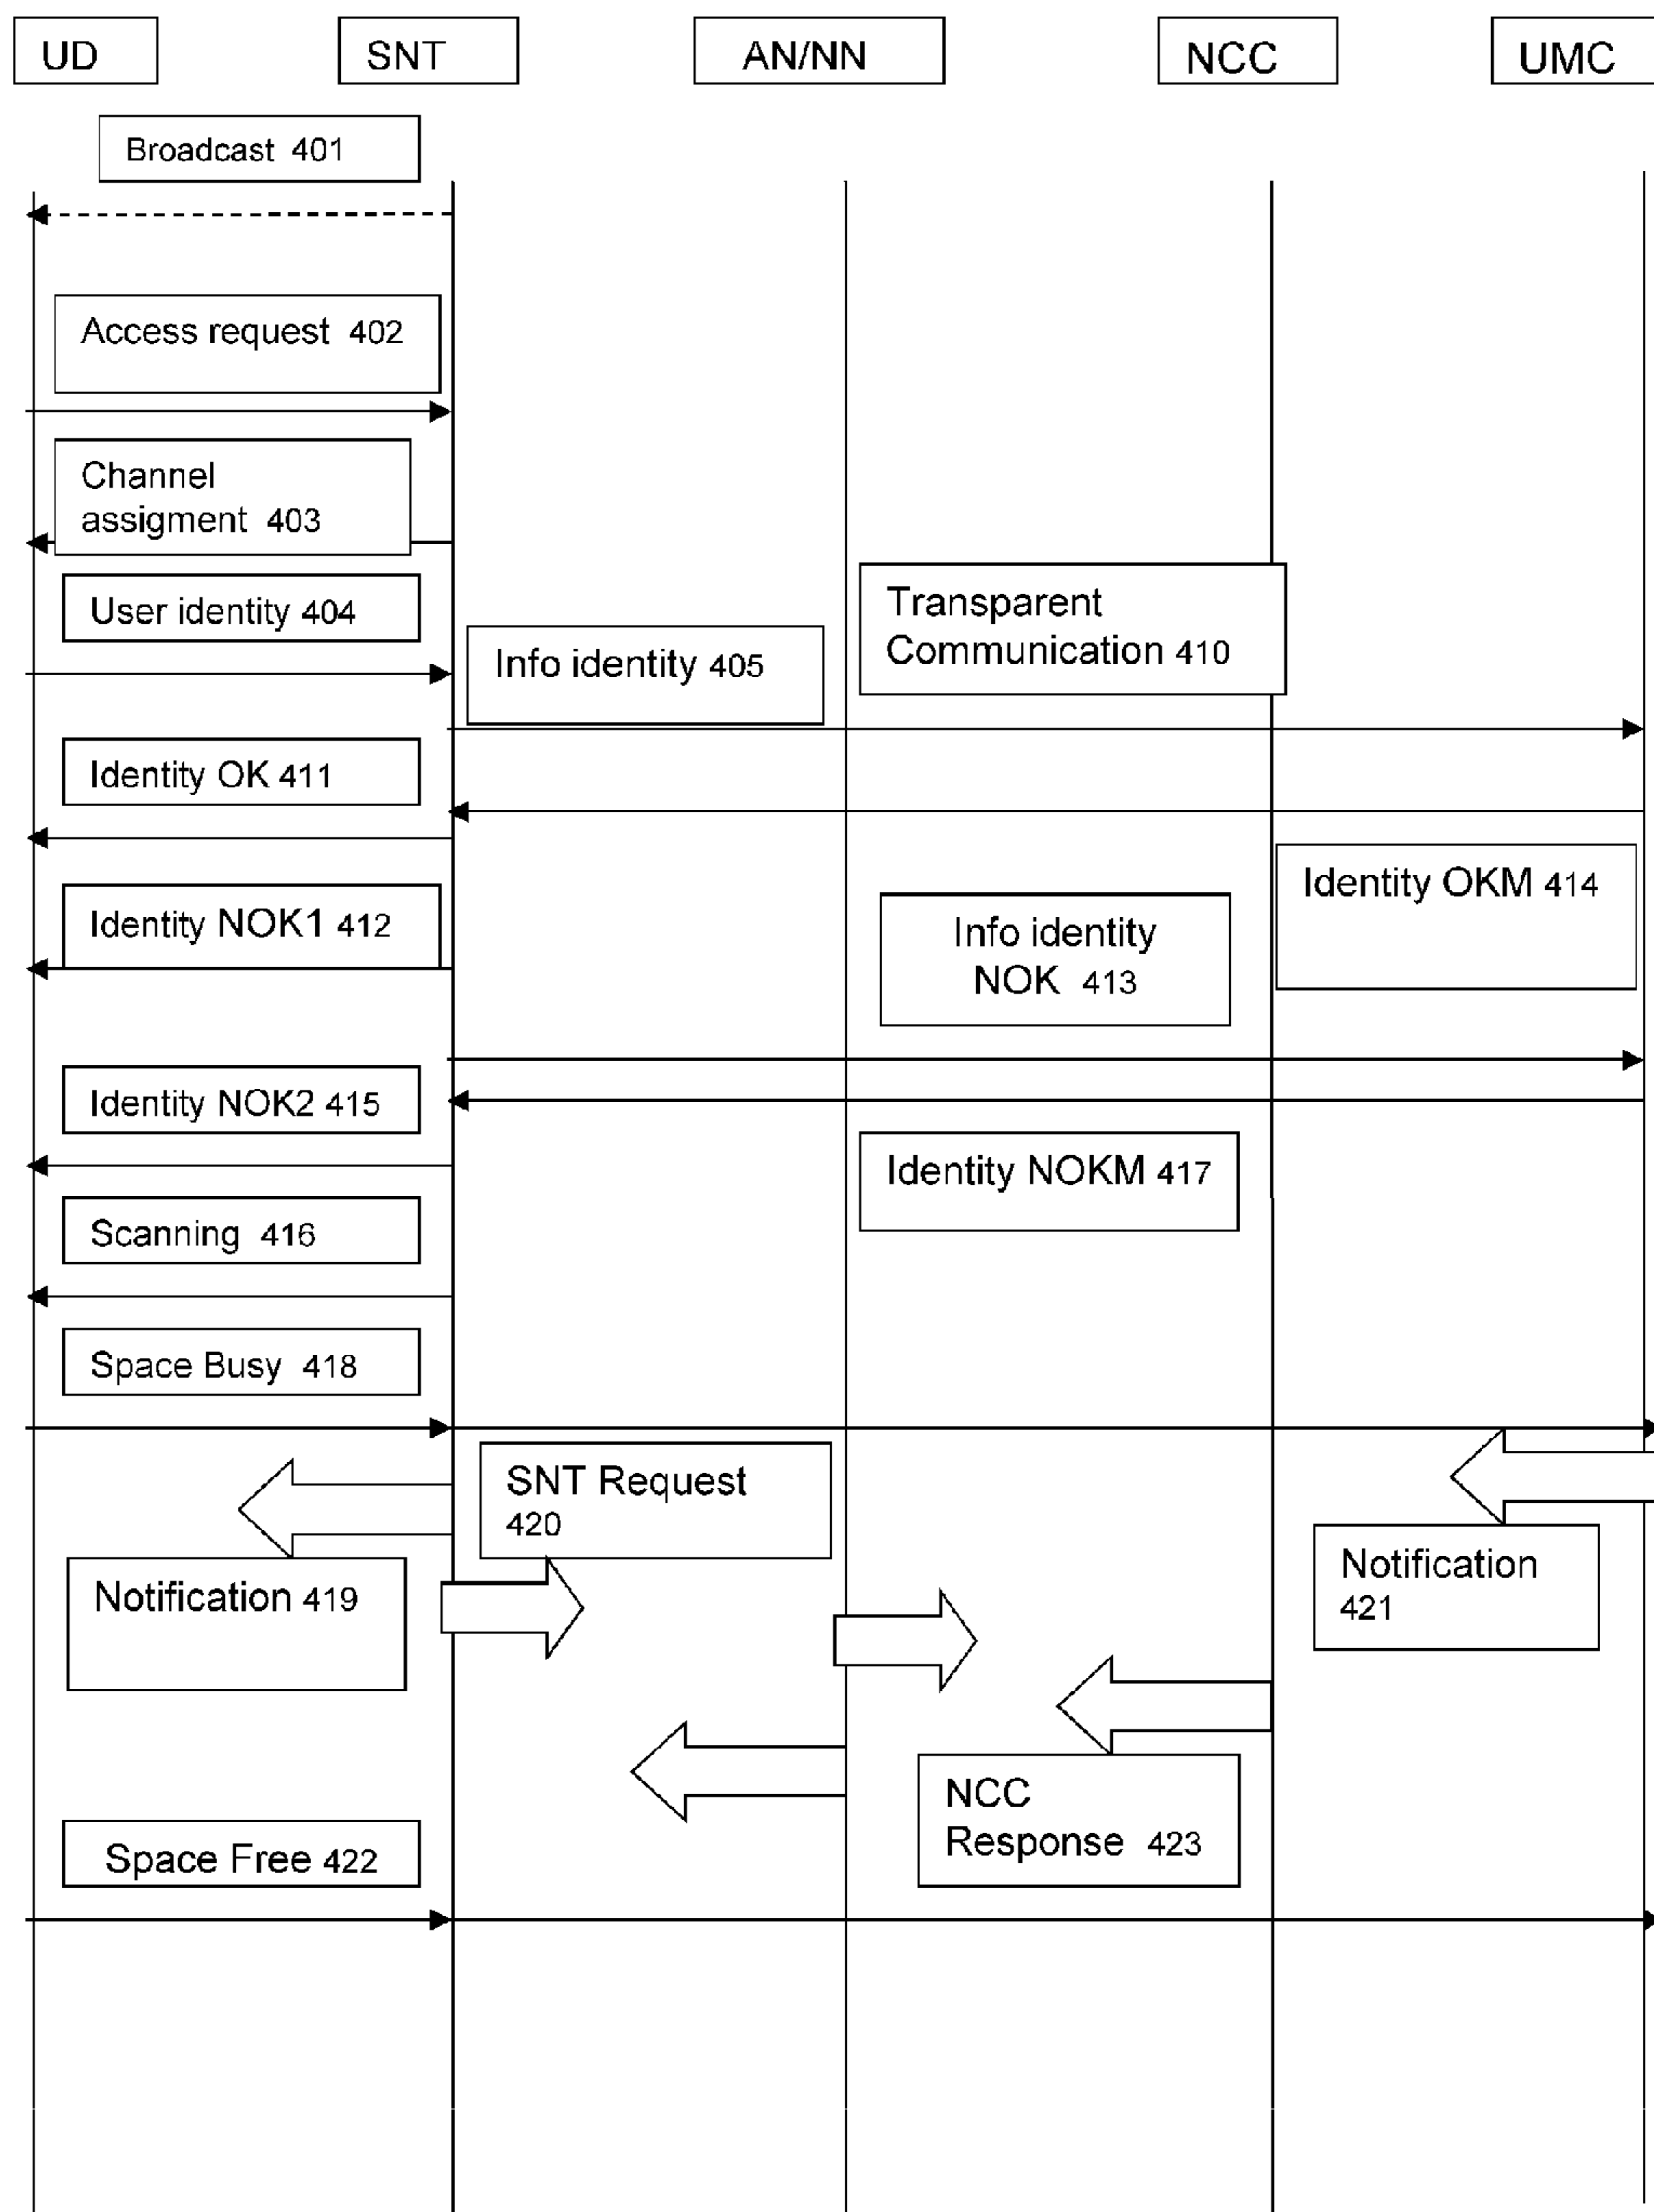 UD
SNT
AN/NN
NCC
UMC
Broadcast 401
Access request 402
Channel
assigment 403
User identity 404
Info identity 405
Transparent
Communication 410
Identity OK 411
Identity OKM 414
Identity NOK1 412
Info identity
NOK 413
Identity NOK2 415
Identity NOKM 417
Scanning 416
Space Busy 418
SNT Request
420
Notification
421
Notification 419
NCC
Response 423
Space Free 422